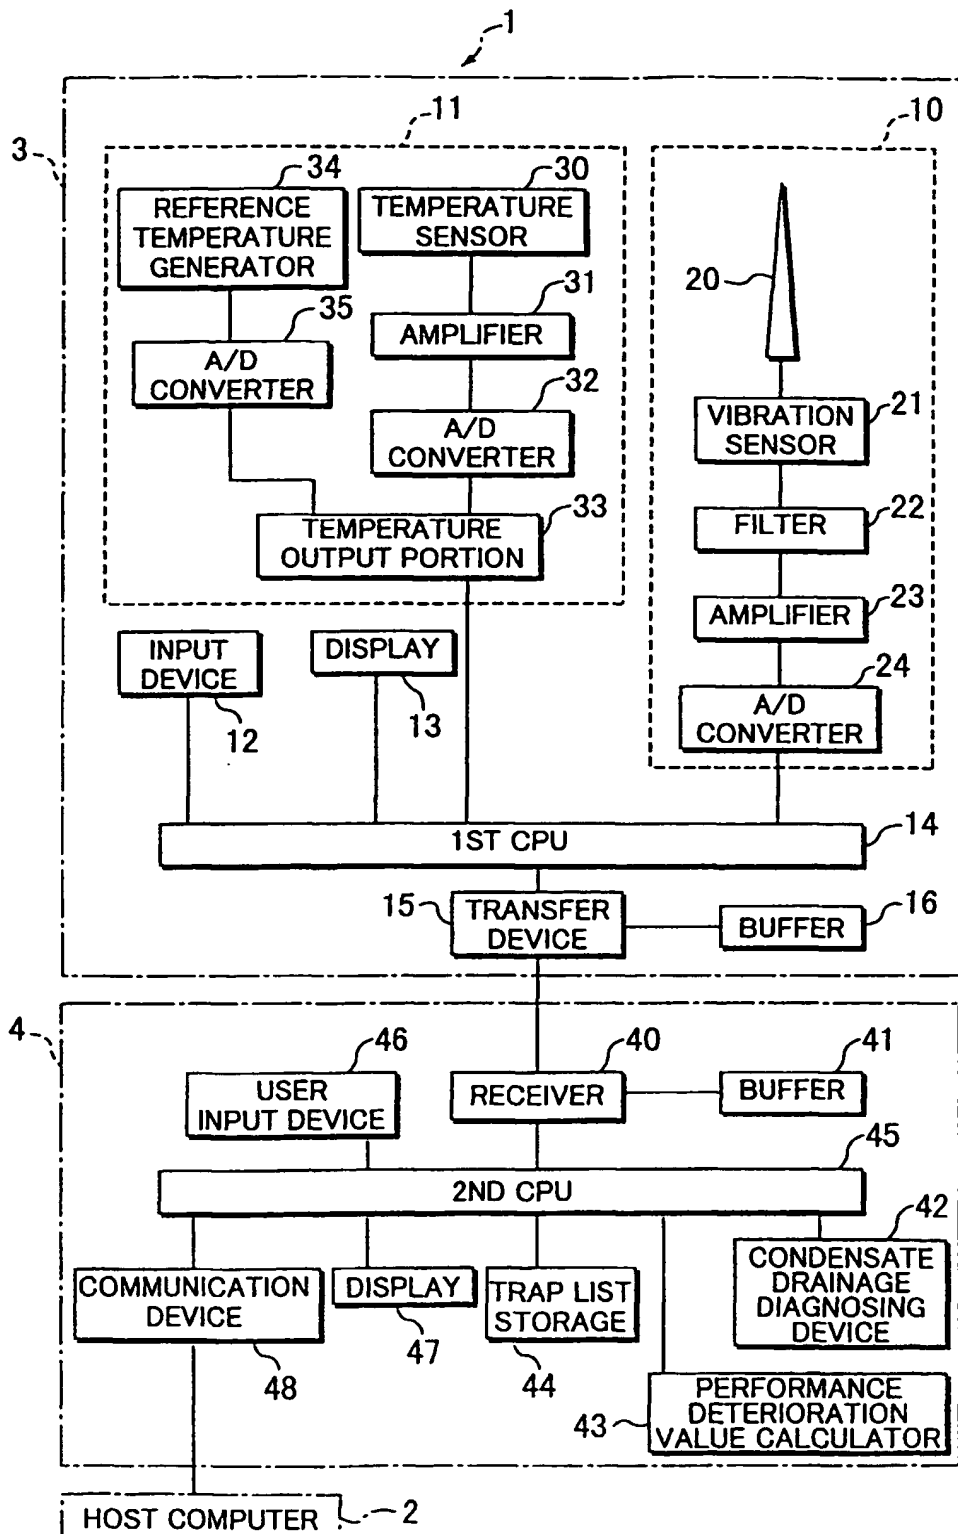 1
3
11
10
34
30
REFERENCE
TEMPERATURE
GENERATOR
TEMPERATURE
SENSOR
20
35
31
A/D
CONVERTER
AMPLIFIER
32
A/D
CONVERTER
VIBRATION
SENSOR
21
33
TEMPERATURE
OUTPUT PORTION
FILTER
22
AMPLIFIER
23
INPUT
DEVICE
12
DISPLAY
13
24
A/D
CONVERTER
1ST CPU
14
15
TRANSFER
DEVICE
BUFFER
16
4
46
40
41
USER
INPUT DEVICE
RECEIVER
BUFFER
45
2ND CPU
42
COMMUNICATION
DEVICE
48
DISPLAY
47
TRAP LIST
STORAGE
44
CONDENSATE
DRAINAGE
DIAGNOSING
DEVICE
43
PERFORMANCE
DETERIORATION
VALUE CALCULATOR
HOST COMPUTER
2